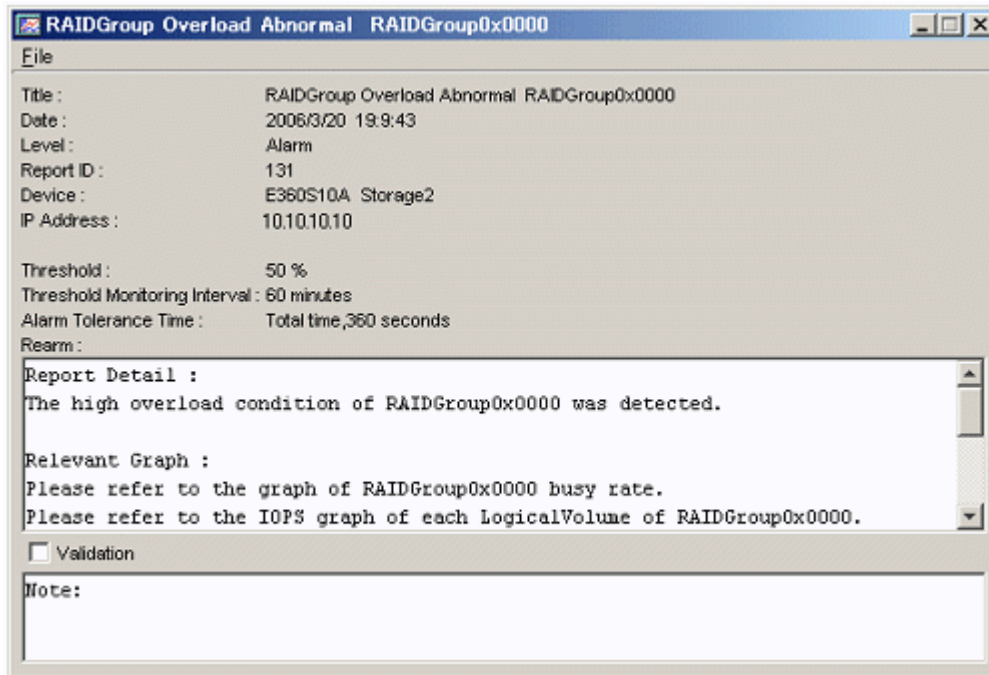 RAIDGroup Overload Abnormal RAIDGroup0x0000
File
Title : RAIDGroup Overload Abnormal RAIDGroup0x0000
Date : 2006/3/20 19:9:43
Level : Alarm
Report ID : 131
Device : E360S10A Storage2
IP Address : 10.10.10.10
Threshold : 50 %
Threshold Monitoring Interval : 60 minutes
Alarm Tolerance Time : Total time,360 seconds
Rearm :
Report Detail :
The high overload condition of RAIDGroup0x0000 was detected.
Relevant Graph :
Please refer to the graph of RAIDGroup0x0000 busy rate.
Please refer to the IOPS graph of each LogicalVolume of RAIDGroup0x0000.
Validation
Note: